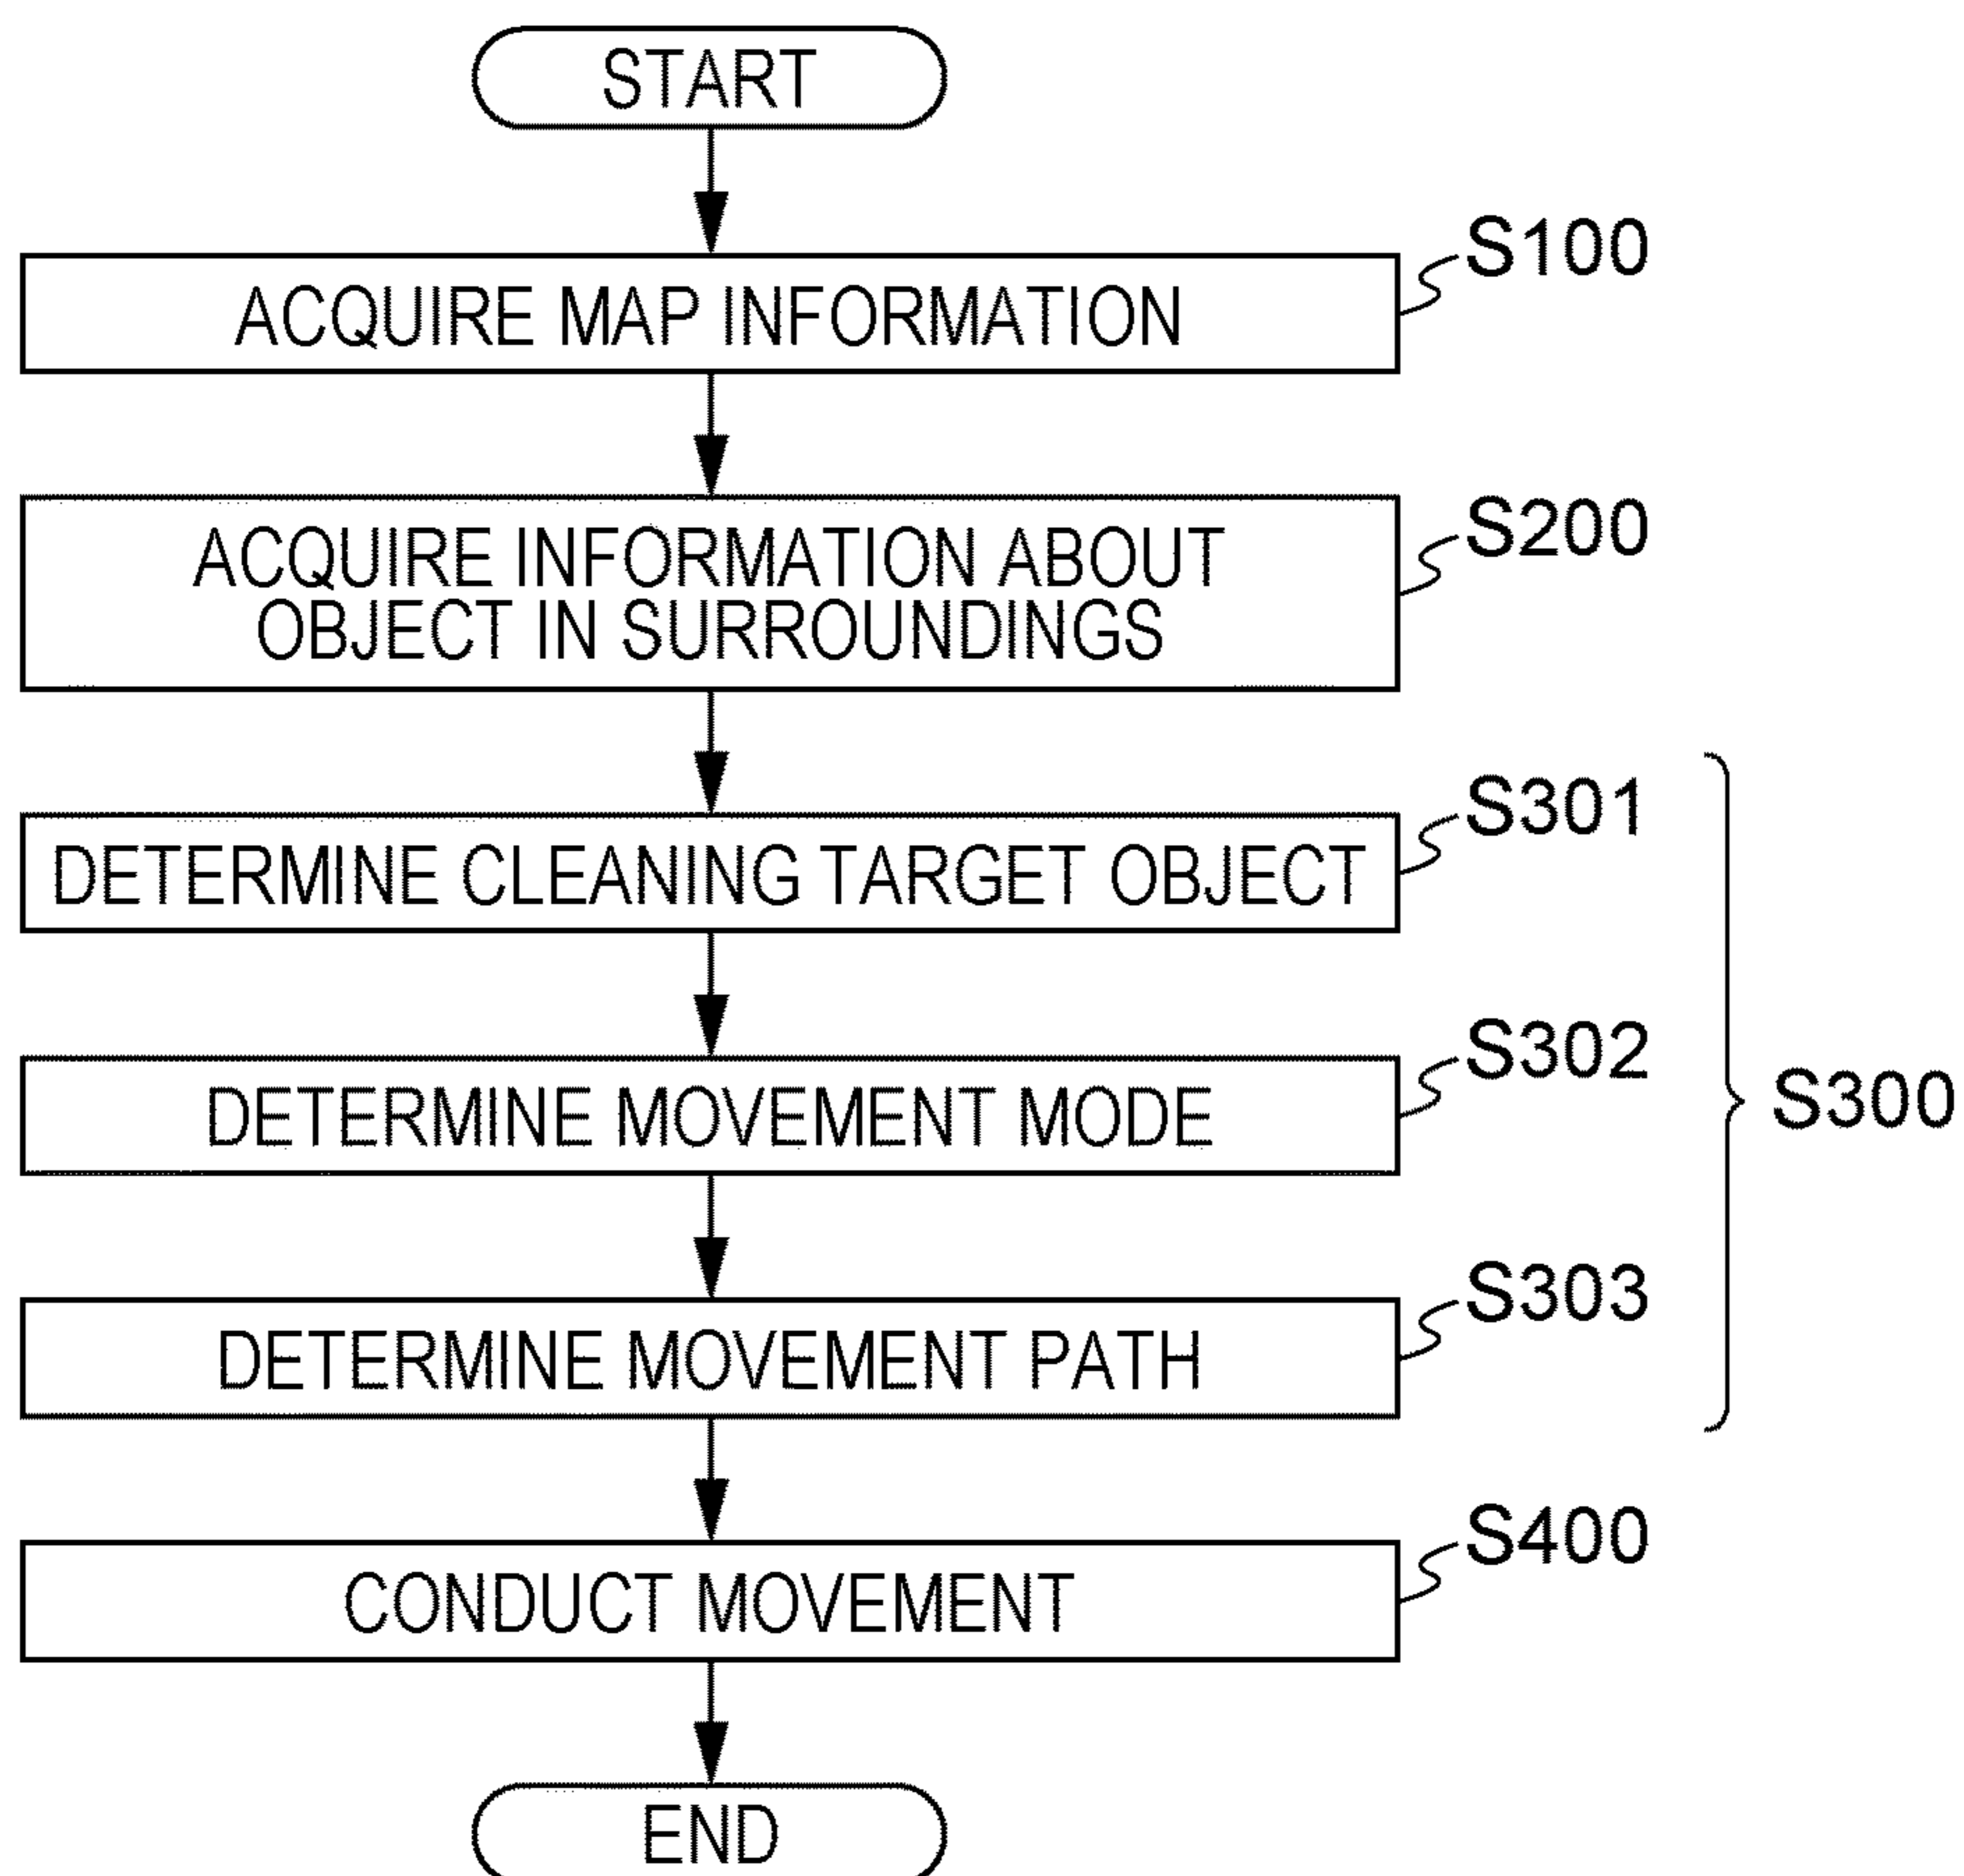 START
S100
ACQUIRE MAP INFORMATION
S200
ACQUIRE INFORMATION ABOUT
OBJECT IN SURROUNDINGS
S301
DETERMINE CLEANING TARGET OBJECT
S302
DETERMINE MOVEMENT MODE
S300
S303
DETERMINE MOVEMENT PATH
S400
CONDUCT MOVEMENT
END